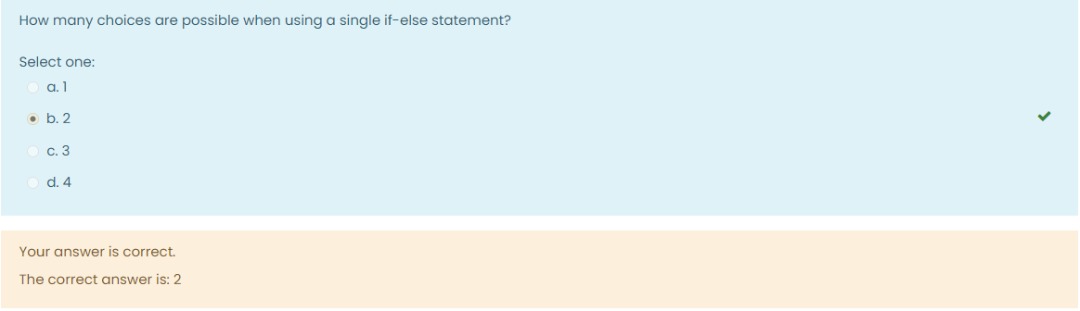 How many choices are possible when using a single if-else statement?
Select one:
a. 1
b. 2
c. 3
d. 4
Your answer is correct.
The correct answer is: 2